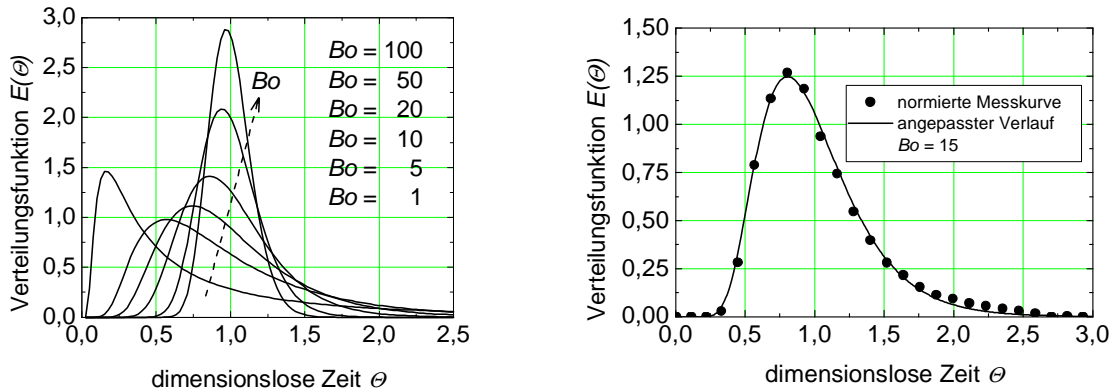 Verteilungsfunktion E(Θ)
3,0
2,5
2,0
1,5
1,0
0,5
0,0
0,0 0,5 1,0 1,5 2,0 2,5
dimensionslose Zeit Θ
Bo
Bo = 100
Bo = 50
Bo = 20
Bo = 10
Bo = 5
Bo = 1
Verteilungsfunktion E(Θ)
1,50
1,25
1,00
0,75
0,50
0,25
0,00
0,0 0,5 1,0 1,5 2,0 2,5 3,0
dimensionslose Zeit Θ
normierte Messkurve
angepasster Verlauf
Bo = 15